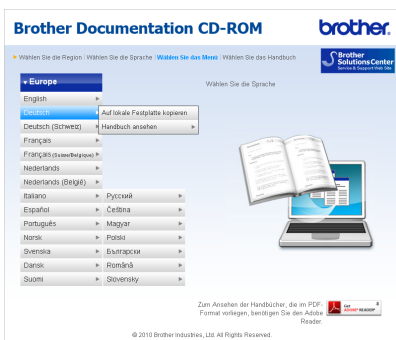 Brother Documentation CD-ROM
brother.
Wählen Sie die Region | Wählen Sie die Sprache | Wählen Sie das Menü | Wählen Sie das Handbuch
Brother
SolutionsCenter
Service & Support Web Site
Europe
Wählen Sie die Sprache
English
Deutsch
Auf lokale Festplatte kopieren
Deutsch (Schweiz)
Handbuch ansehen
Français
Français (Suisse/Belgique)
Nederlands
Nederlands (België)
Italiano
Русский
Español
Čeština
Português
Magyar
Norsk
Polski
Svenska
Български
Dansk
Română
Suomi
Slovensky
Zum Ansehen der Handbücher, die im PDF-
Format vorliegen, benötigen Sie den Adobe
Reader.
Get
ADOBE® READER®
© 2010 Brother Industries, Ltd. All Rights Reserved.